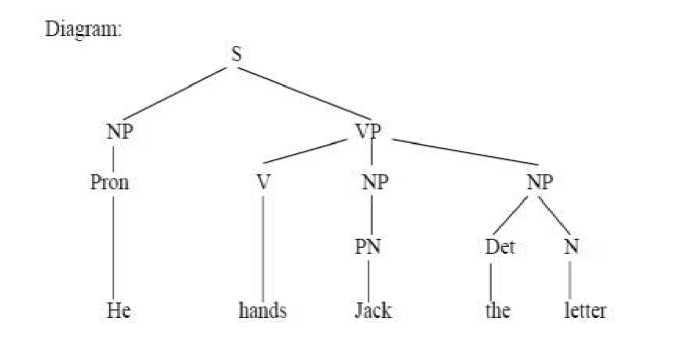 Diagram:
S
NP VP
Pron V NP NP
PN Det N
He hands Jack the letter